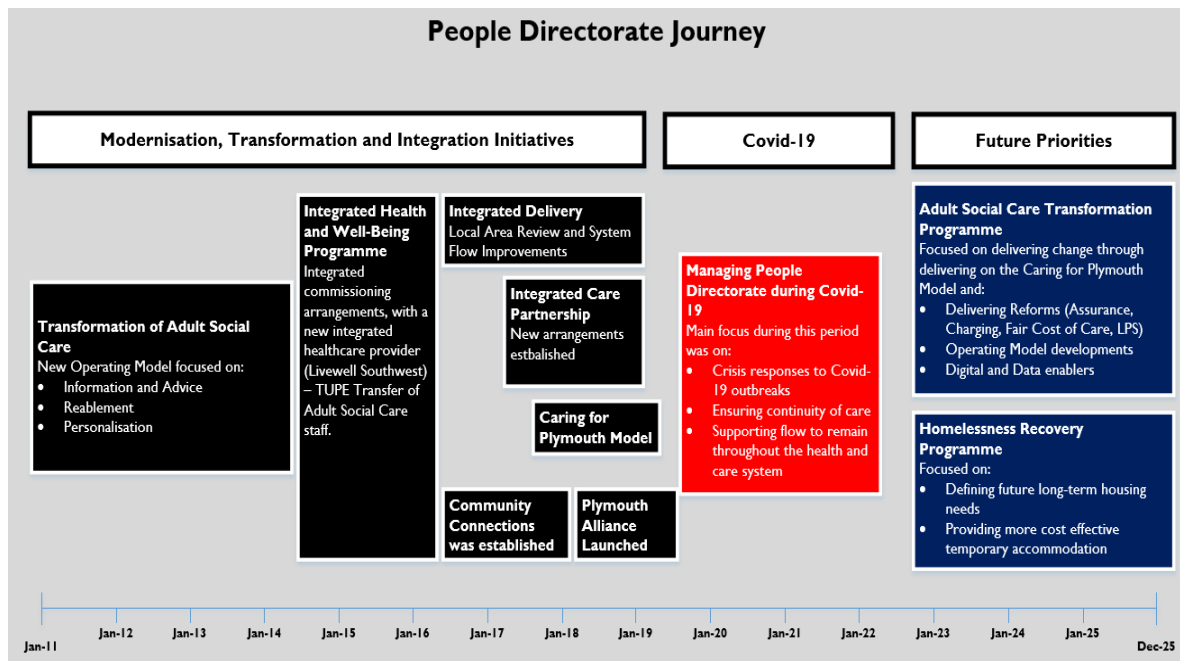 People Directorate Journey
Modernisation, Transformation and Integration Initiatives
Covid-19
Future Priorities
Transformation of Adult Social
Care
New Operating Model focused on:
• Information and Advice
• Reablement
• Personalisation
Integrated Health
and Well-Being
Programme
Integrated
commissioning
arrangements, with a
new integrated
healthcare provider
(Livewell Southwest)
– TUPE Transfer of
Adult Social Care
staff.
Integrated Delivery
Local Area Review and System
Flow Improvements
Integrated Care
Partnership
New arrangements
estbalished
Caring for
Plymouth Model
Community
Connections
was established
Plymouth
Alliance
Launched
Managing People
Directorate during Covid-
19
Main focus during this period
was on:
• Crisis responses to Covid-
19 outbreaks
• Ensuring continuity of care
• Supporting flow to remain
throughout the health and
care system
Adult Social Care Transformation
Programme
Focused on delivering change through
delivering on the Caring for Plymouth
Model and:
• Delivering Reforms (Assurance,
Charging, Fair Cost of Care, LPS)
• Operating Model developments
• Digital and Data enablers
Homelessness Recovery
Programme
Focused on:
• Defining future long-term housing
needs
• Providing more cost effective
temporary accommodation
Jan-11
Jan-12
Jan-13
Jan-14
Jan-15
Jan-16
Jan-17
Jan-18
Jan-19
Jan-20
Jan-21
Jan-22
Jan-23
Jan-24
Jan-25
Dec-25